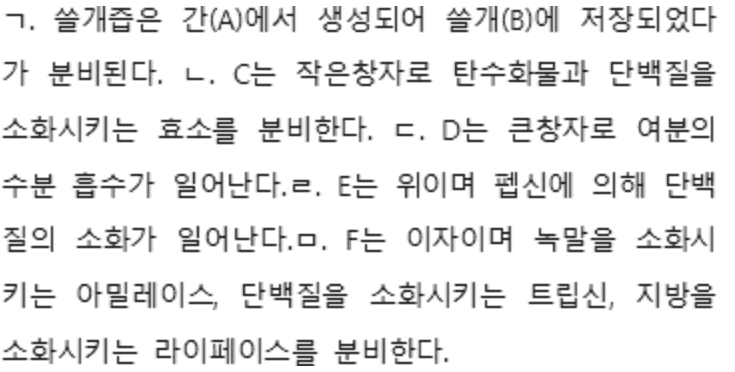 ㄱ. 쓸개즙은 간(A)에서 생성되어 쓸개(B)에 저장되었다
가 분비된다. ㄴ. C는 작은창자로 탄수화물과 단백질을
소화시키는 효소를 분비한다. ㄷ. D는 큰창자로 여분의
수분 흡수가 일어난다.ㄹ. E는 위이며 펩신에 의해 단백
질의 소화가 일어난다.ㅁ. F는 이자이며 녹말을 소화시
키는 아밀레이스, 단백질을 소화시키는 트립신, 지방을
소화시키는 라이페이스를 분비한다.